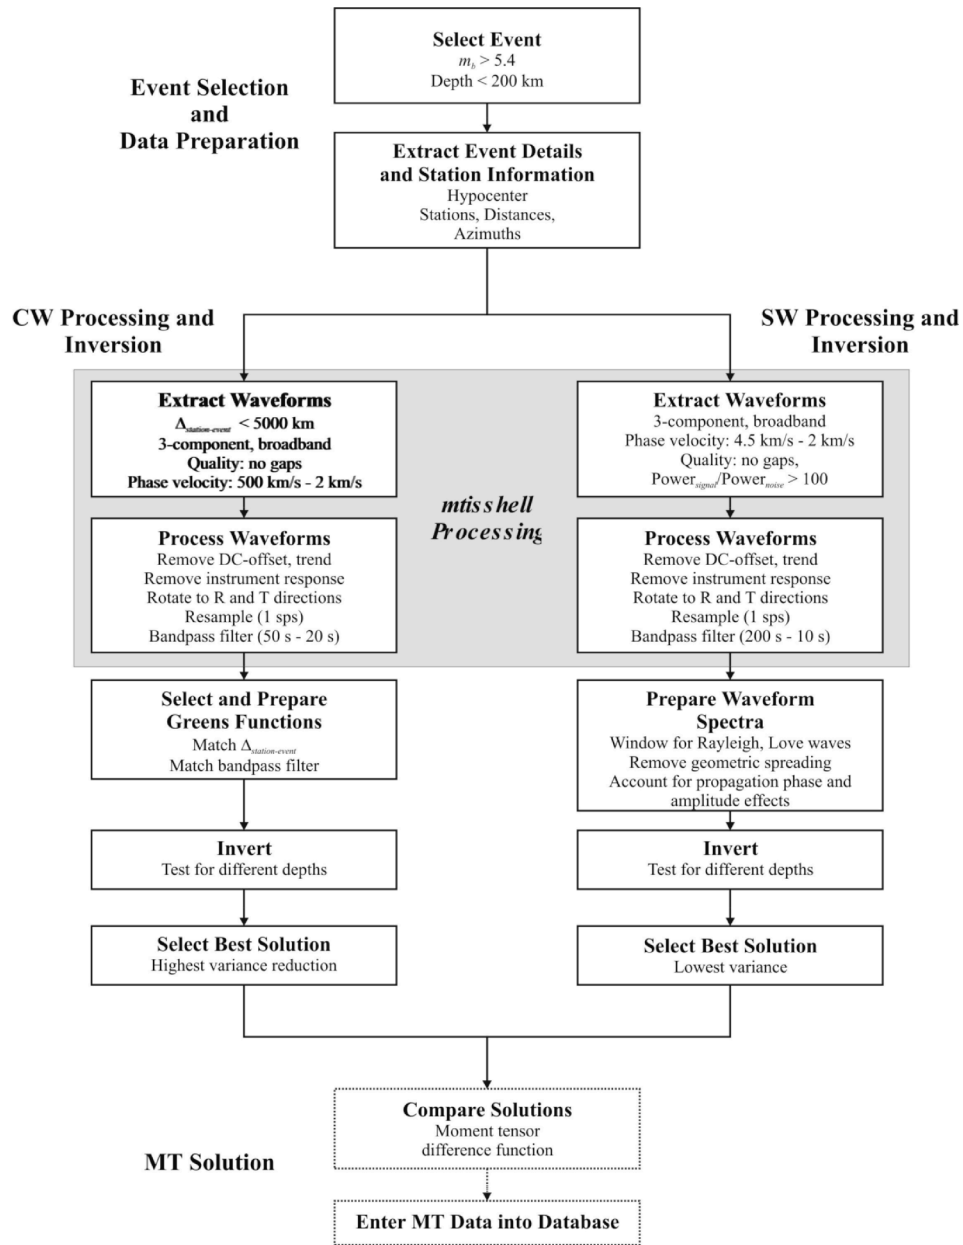 Select Event
m_b > 5.4
Depth < 200 km
Event Selection
and
Data Preparation
Extract Event Details
and Station Information
Hypocenter
Stations, Distances,
Azimuths
CW Processing and
Inversion
SW Processing and
Inversion
Extract Waveforms
Δstation-event < 5000 km
3-component, broadband
Quality: no gaps
Phase velocity: 500 km/s - 2 km/s
Extract Waveforms
3-component, broadband
Phase velocity: 4.5 km/s - 2 km/s
Quality: no gaps,
Powersignal/Powernoise > 100
mtisshell
Processing
Process Waveforms
Remove DC-offset, trend
Remove instrument response
Rotate to R and T directions
Resample (1 sps)
Bandpass filter (50 s - 20 s)
Process Waveforms
Remove DC-offset, trend
Remove instrument response
Rotate to R and T directions
Resample (1 sps)
Bandpass filter (200 s - 10 s)
Select and Prepare
Greens Functions
Match Δstation-event
Match bandpass filter
Prepare Waveform
Spectra
Window for Rayleigh, Love waves
Remove geometric spreading
Account for propagation phase and
amplitude effects
Invert
Test for different depths
Invert
Test for different depths
Select Best Solution
Highest variance reduction
Select Best Solution
Lowest variance
Compare Solutions
Moment tensor
difference function
MT Solution
Enter MT Data into Database